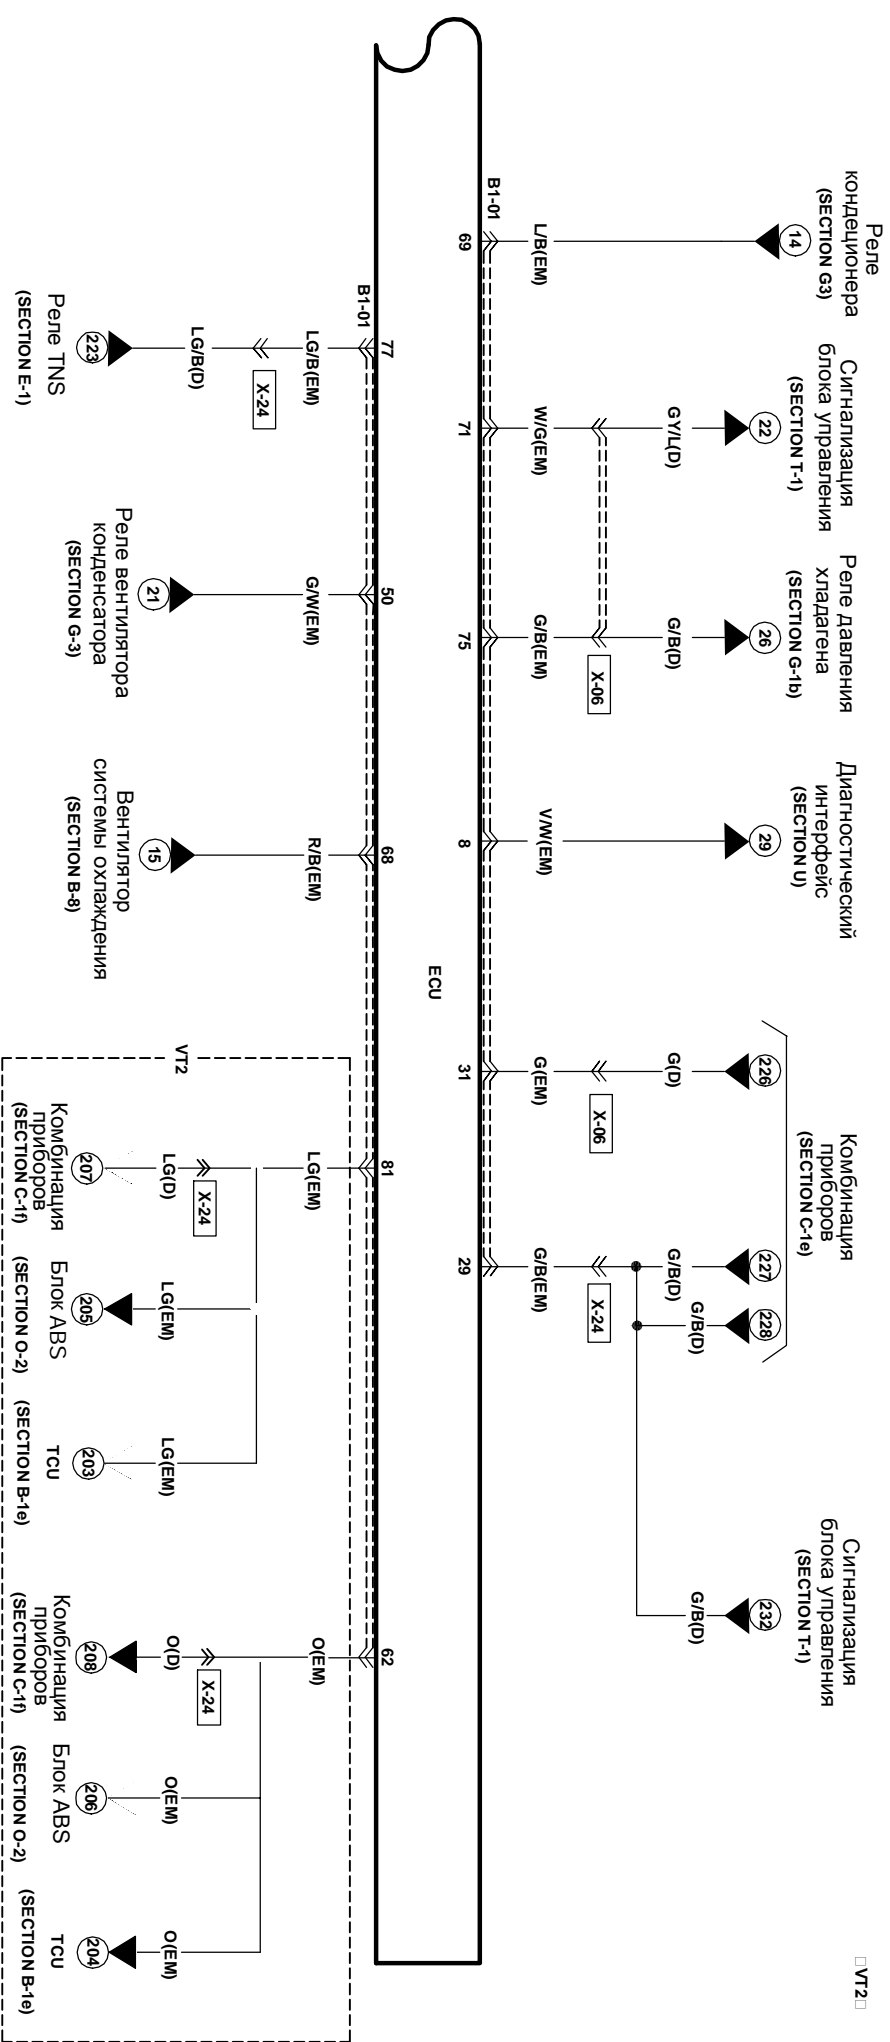 VT2
Реле
кондеционера
(SECTION G3)
14
L/B(EM)
B1-01
69
Сигнализация
блока управления
(SECTION T-1)
22
GY/L(D)
W/G(EM)
71
Реле давления
хладагена
(SECTION G-1b)
26
G/B(D)
X-06
G/B(EM)
75
Диагностический
интерфейс
(SECTION U)
29
V/W(EM)
8
Комбинация
приборов
(SECTION C-1e)
226
G(D)
X-06
G(EM)
31
227
G/B(D)
228
G/B(D)
X-24
G/B(EM)
29
Сигнализация
блока управления
(SECTION T-1)
232
G/B(D)
ECU
B1-01
77
LG/B(EM)
X-24
LG/B(D)
223
Реле TNS
(SECTION E-1)
50
G/W(EM)
21
Реле вентилятора
конденсатора
(SECTION G-3)
68
R/B(EM)
15
Вентилятор
системы охлаждения
(SECTION B-8)
VT2
81
LG(EM)
X-24
LG(D)
207
Комбинация
приборов
(SECTION C-1f)
LG(EM)
205
Блок ABS
(SECTION O-2)
LG(EM)
203
TCU
(SECTION B-1e)
62
O(EM)
X-24
O(D)
208
Комбинация
приборов
(SECTION C-1f)
O(EM)
206
Блок ABS
(SECTION O-2)
O(EM)
204
TCU
(SECTION B-1e)